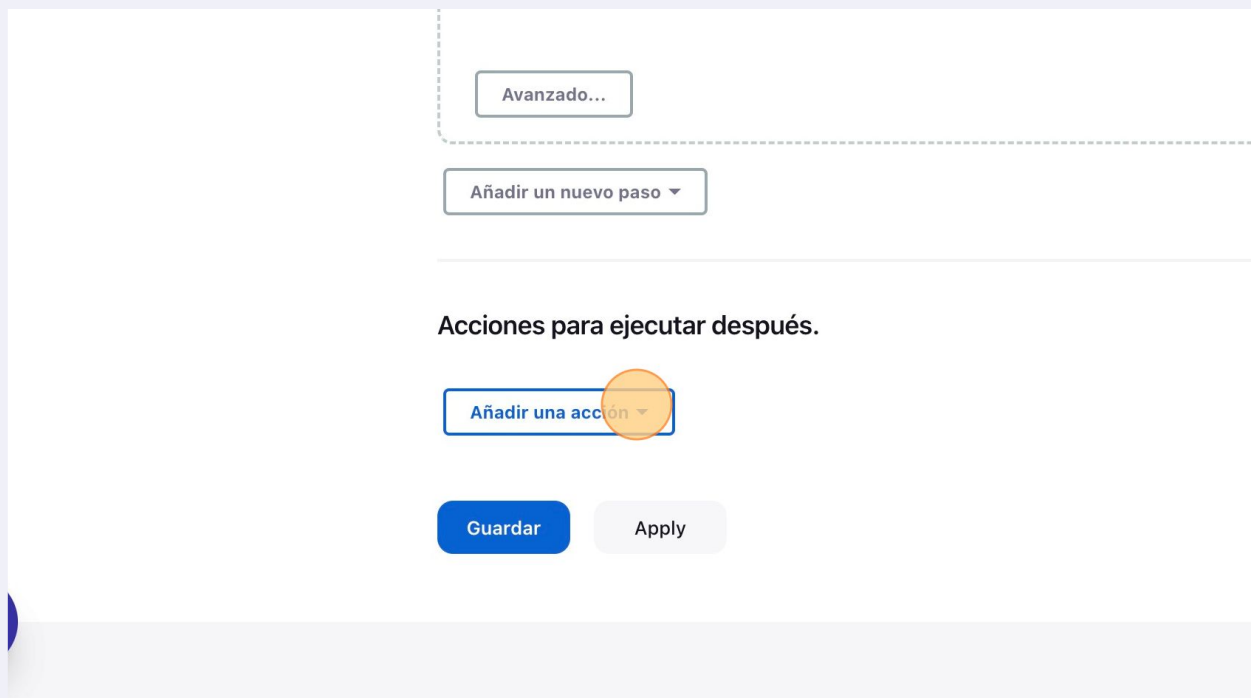 Avanzado...
Añadir un nuevo paso
Acciones para ejecutar después.
Añadir una acción
Guardar
Apply